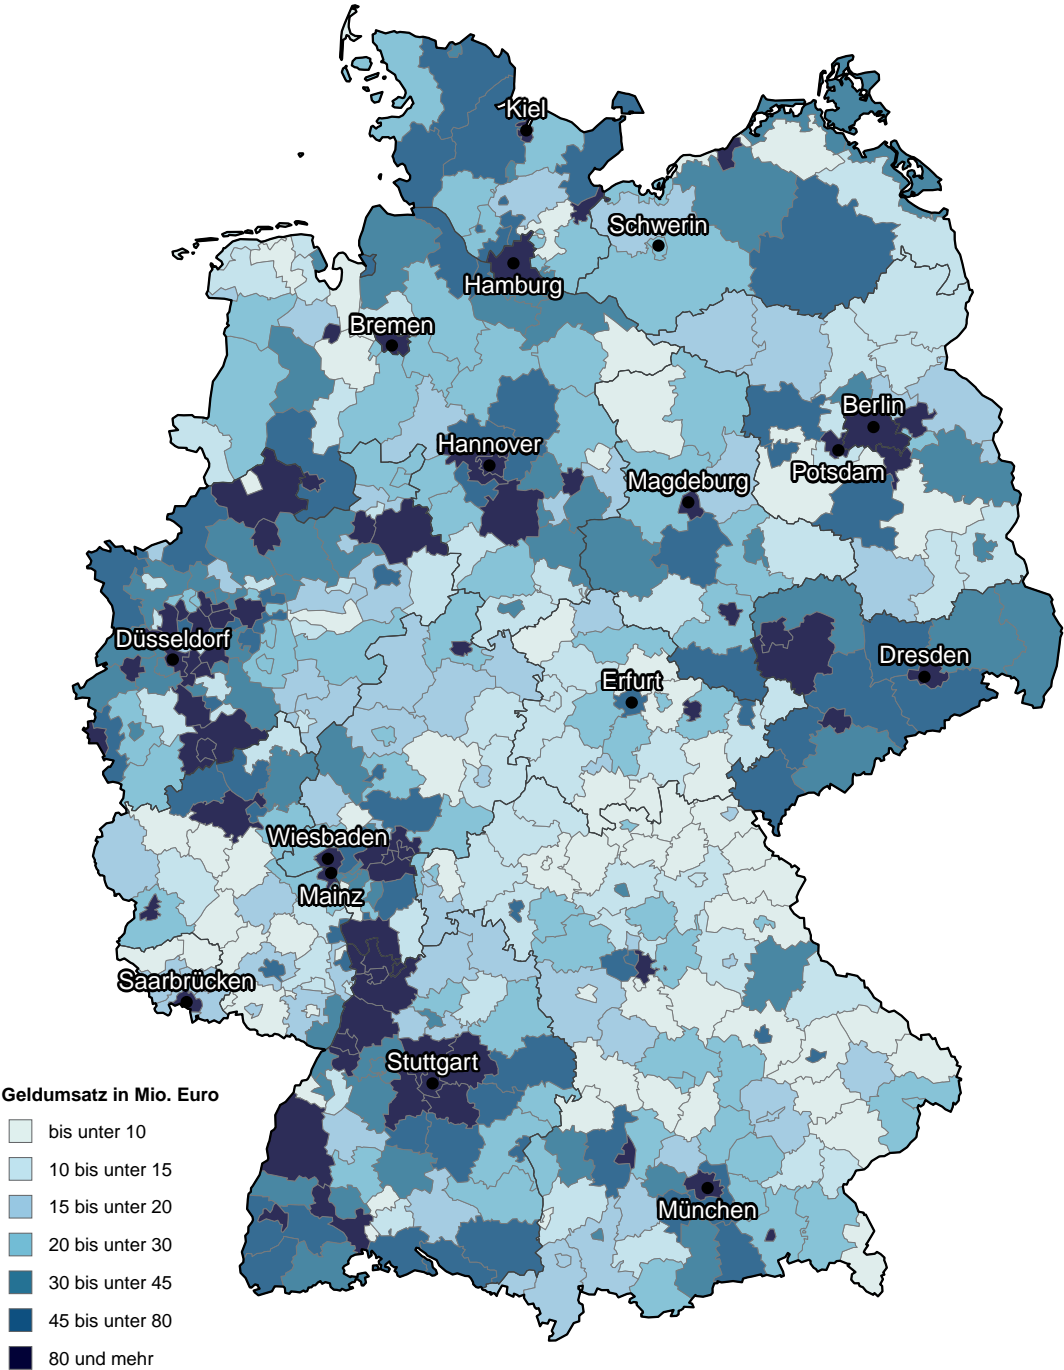 Kiel
Schwerin
Hamburg
Bremen
Berlin
Hannover
Potsdam
Magdeburg
Düsseldorf
Dresden
Erfurt
Wiesbaden
Mainz
Saarbrücken
Stuttgart
München
Geldumsatz in Mio. Euro
bis unter 10
10 bis unter 15
15 bis unter 20
20 bis unter 30
30 bis unter 45
45 bis unter 80
80 und mehr